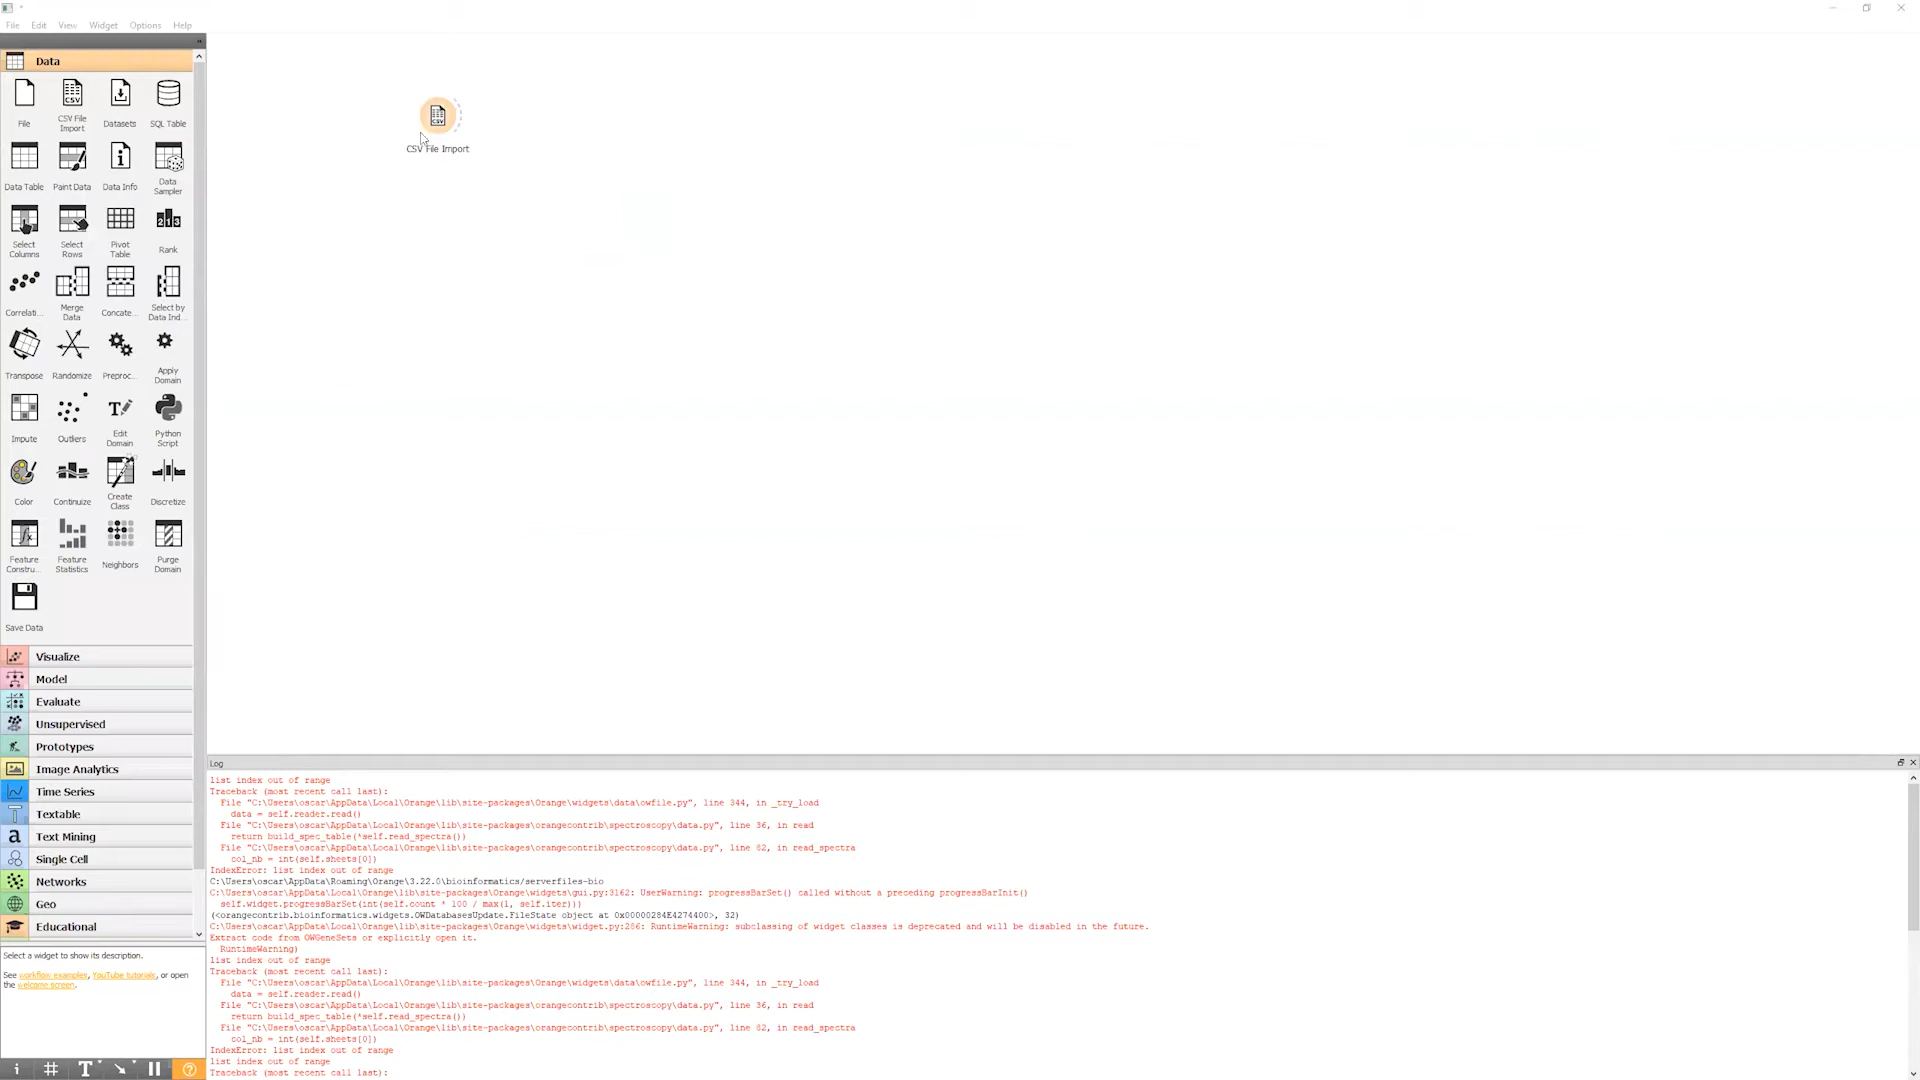 File Edit View Widget Options Help
Data
File
CSV File
Import
Datasets
SQL Table
CSV File Import
Data Table
Paint Data
Data Info
Data
Sampler
Select
Columns
Select
Rows
Pivot
Table
Rank
Correlati...
Merge
Data
Concate...
Select by
Data Ind...
Transpose
Randomize
Preproc...
Apply
Domain
Impute
Outliers
Edit
Domain
Python
Script
Color
Continuize
Create
Class
Discretize
Feature
Constru...
Feature
Statistics
Neighbors
Purge
Domain
Save Data
Visualize
Model
Evaluate
Unsupervised
Prototypes
Image Analytics
Time Series
Textable
Text Mining
Single Cell
Networks
Geo
Educational
Select a widget to show its description.
See workflow examples, YouTube tutorials, or open
the welcome screen.
Log
list index out of range
Traceback (most recent call last):
File "C:\Users\oscar\AppData\Local\Orange\lib\site-packages\Orange\widgets\data\owfile.py", line 344, in _try_load
data = self.reader.read()
File "C:\Users\oscar\AppData\Local\Orange\lib\site-packages\orangecontrib\spectroscopy\data.py", line 36, in read
return build_spec_table(*self.read_spectra())
File "C:\Users\oscar\AppData\Local\Orange\lib\site-packages\orangecontrib\spectroscopy\data.py", line 82, in read_spectra
col_nb = int(self.sheets[0])
IndexError: list index out of range
C:\Users\oscar\AppData\Roaming\Orange\3.22.0\bioinformatics/serverfiles-bio
C:\Users\oscar\AppData\Local\Orange\lib\site-packages\Orange\widgets\gui.py:3162: UserWarning: progressBarSet() called without a preceding progressBarInit()
self.widget.progressBarSet(int(self.count * 100 / max(1, self.iter)))
(<orangecontrib.bioinformatics.widgets.OWDatabasesUpdate.FileState object at 0x00000284E4274400>, 32)
C:\Users\oscar\AppData\Local\Orange\lib\site-packages\Orange\widgets\widget.py:286: RuntimeWarning: subclassing of widget classes is deprecated and will be disabled in the future.
Extract code from OWGeneSets or explicitly open it.
RuntimeWarning)
list index out of range
Traceback (most recent call last):
File "C:\Users\oscar\AppData\Local\Orange\lib\site-packages\Orange\widgets\data\owfile.py", line 344, in _try_load
data = self.reader.read()
File "C:\Users\oscar\AppData\Local\Orange\lib\site-packages\orangecontrib\spectroscopy\data.py", line 36, in read
return build_spec_table(*self.read_spectra())
File "C:\Users\oscar\AppData\Local\Orange\lib\site-packages\orangecontrib\spectroscopy\data.py", line 82, in read_spectra
col_nb = int(self.sheets[0])
IndexError: list index out of range
list index out of range
Traceback (most recent call last):